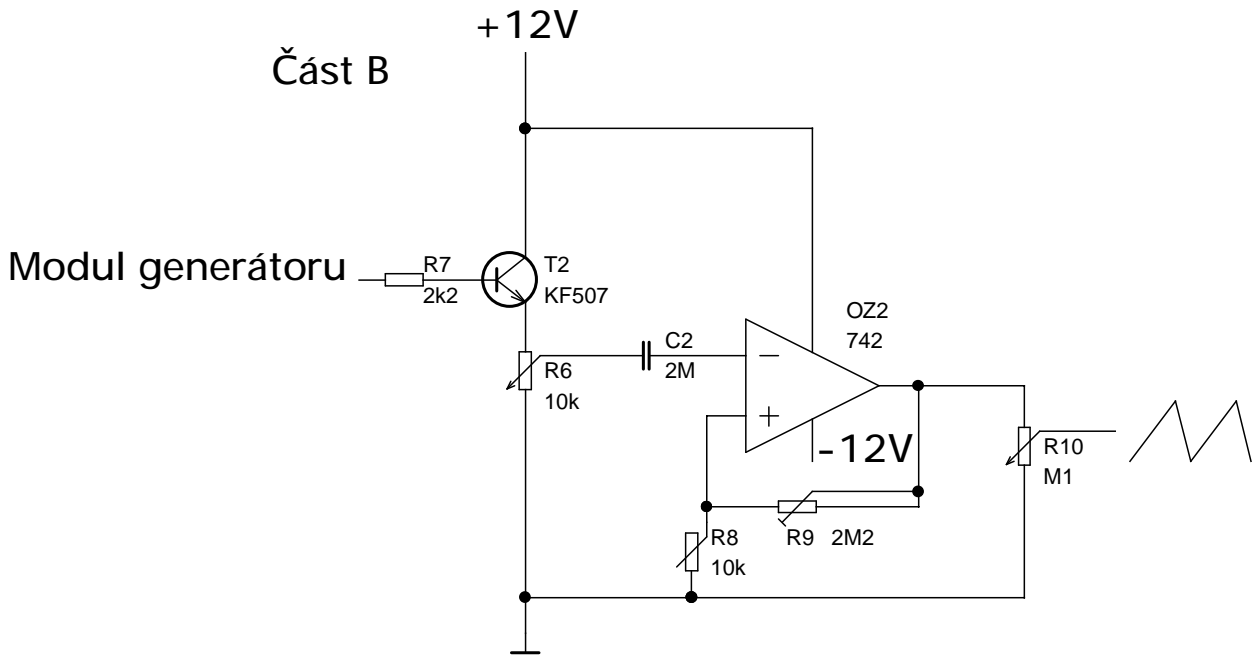 +12V
Část B
Modul generátoru
R7
2k2
T2
KF507
R6
10k
C2
2M
OZ2
742
−
+
-12V
R10
M1
R8
10k
R9 2M2